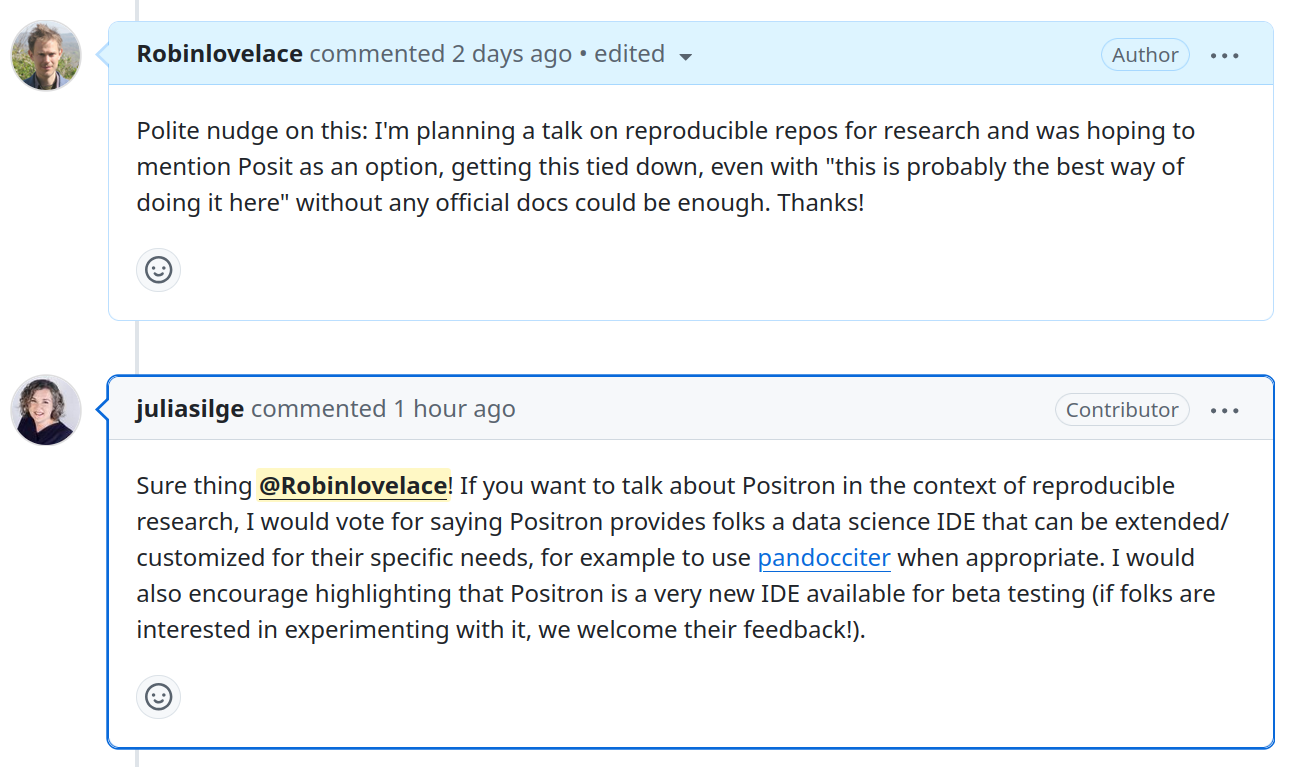 Robinlovelace commented 2 days ago • edited
Author
Polite nudge on this: I'm planning a talk on reproducible repos for research and was hoping to
mention Posit as an option, getting this tied down, even with "this is probably the best way of
doing it here" without any official docs could be enough. Thanks!
juliasilge commented 1 hour ago
Contributor
Sure thing @Robinlovelace! If you want to talk about Positron in the context of reproducible
research, I would vote for saying Positron provides folks a data science IDE that can be extended/
customized for their specific needs, for example to use pandocciter when appropriate. I would
also encourage highlighting that Positron is a very new IDE available for beta testing (if folks are
interested in experimenting with it, we welcome their feedback!).